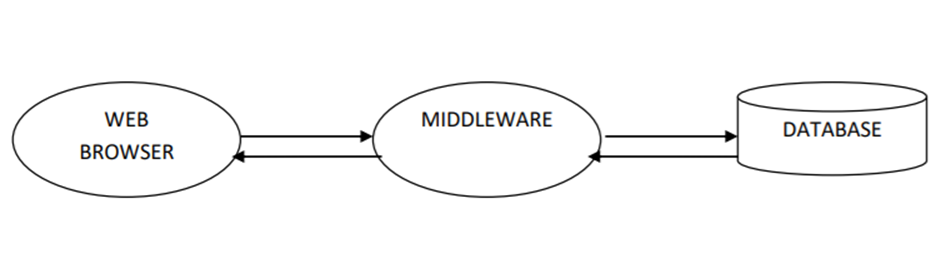 WEB
BROWSER
MIDDLEWARE
DATABASE